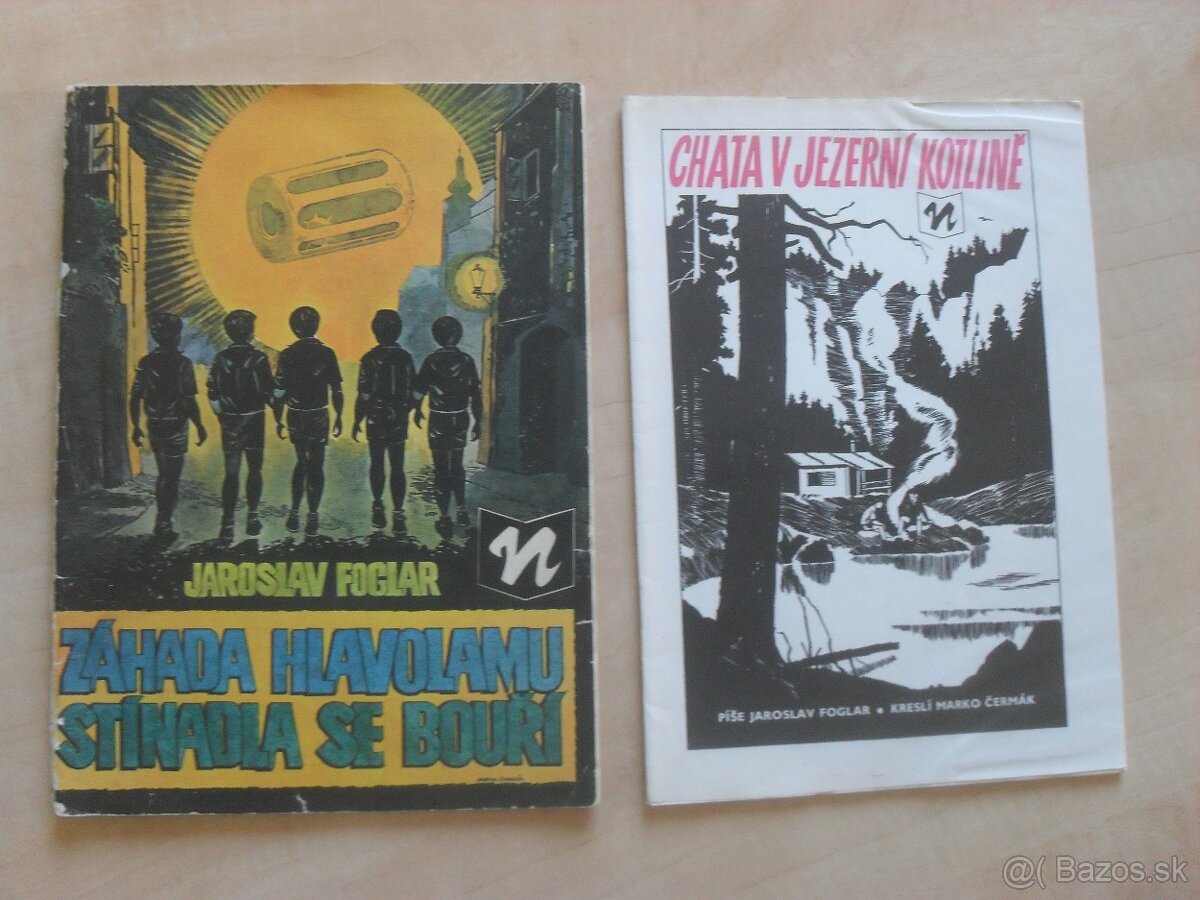 JAROSLAV FOGLAR
n
ZÁHADA HLAVOLAMU
STÍNADLA SE BOUŘÍ
CHATA V JEZERNÍ KOTLINĚ
n
PÍŠE JAROSLAV FOGLAR • KRESLÍ MARKO ČERMÁK
@( Bazos.sk